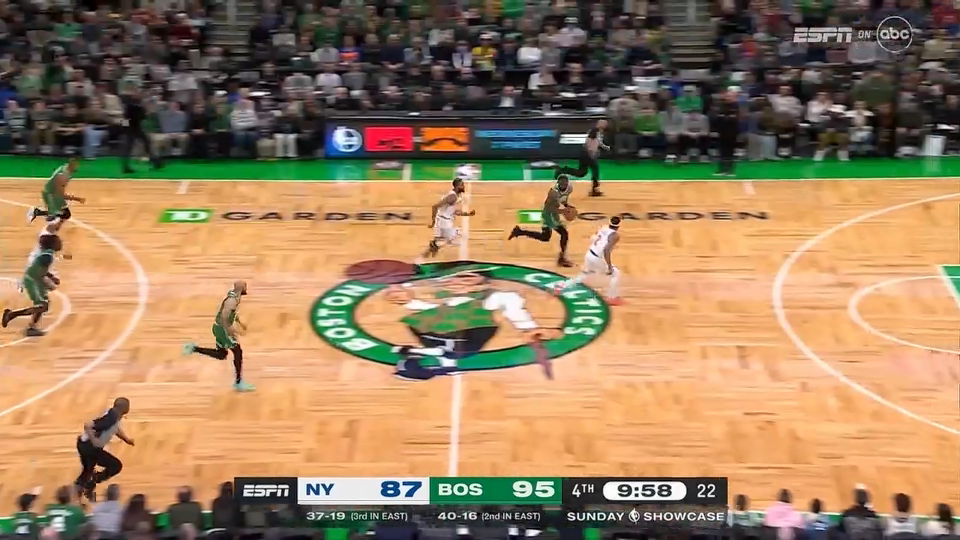 ESPN ON abc
TD GARDEN TD GARDEN
BOSTON CELTICS
2
ESPN NY 87 BOS 95 4TH 9:58 22
37-19 (3rd IN EAST) 40-16 (2nd IN EAST) SUNDAY SHOWCASE